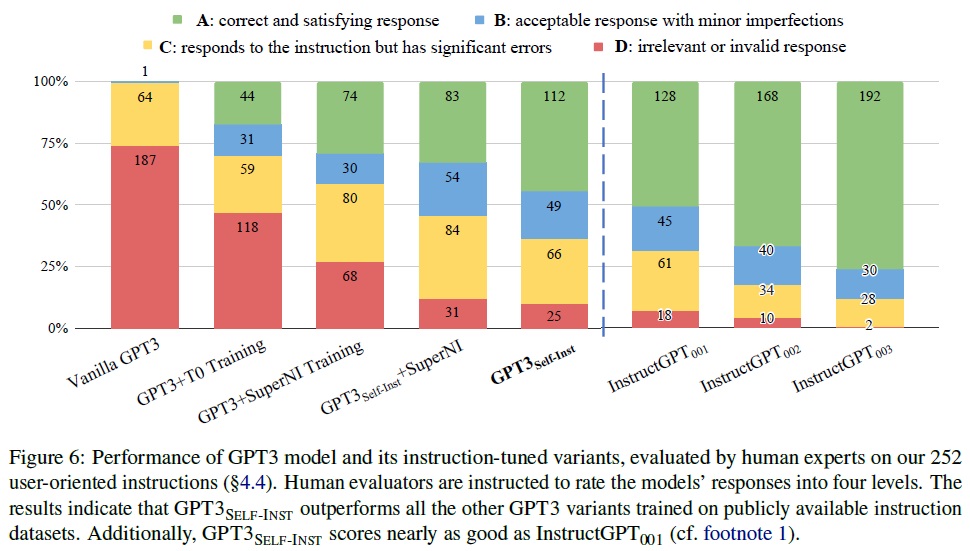 A: correct and satisfying response B: acceptable response with minor imperfections
C: responds to the instruction but has significant errors D: irrelevant or invalid response
100%
75%
50%
25%
0%
1
64
187
44
31
59
118
74
30
80
68
83
54
84
31
112
49
66
25
128
45
61
18
168
40
34
10
192
30
28
2
Vanilla GPT3
GPT3+T0 Training
GPT3+SuperNI Training
GPT3Self-Inst+SuperNI
GPT3Self-Inst
InstructGPT001
InstructGPT002
InstructGPT003
Figure 6: Performance of GPT3 model and its instruction-tuned variants, evaluated by human experts on our 252
user-oriented instructions (§4.4). Human evaluators are instructed to rate the models’ responses into four levels. The
results indicate that GPT3SELF-INST outperforms all the other GPT3 variants trained on publicly available instruction
datasets. Additionally, GPT3SELF-INST scores nearly as good as InstructGPT001 (cf. footnote 1).